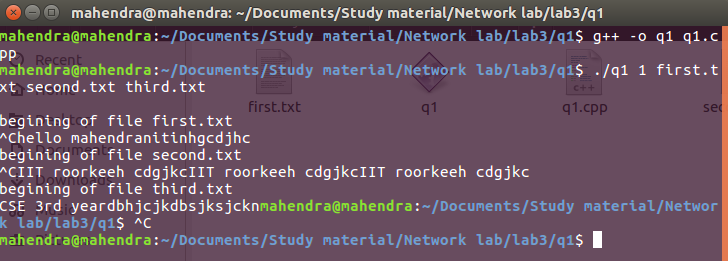 mahendra@mahendra: ~/Documents/Study material/Network lab/lab3/q1
mahendra@mahendra:~/Documents/Study material/Network lab/lab3/q1$ g++ -o q1 q1.c
pp
mahendra@mahendra:~/Documents/Study material/Network lab/lab3/q1$ ./q1 1 first.t
xt second.txt third.txt
first.txt
q1
q1.cpp
begining of file first.txt
^Chello mahendranitinhgcdjhc
begining of file second.txt
^CIIT roorkeeh cdgjkcIIT roorkeeh cdgjkcIIT roorkeeh cdgjkc
begining of file third.txt
CSE 3rd yeardbhjcjkdbsjksjcknmahendra@mahendra:~/Documents/Study material/Networ
k lab/lab3/q1$ ^C
mahendra@mahendra:~/Documents/Study material/Network lab/lab3/q1$